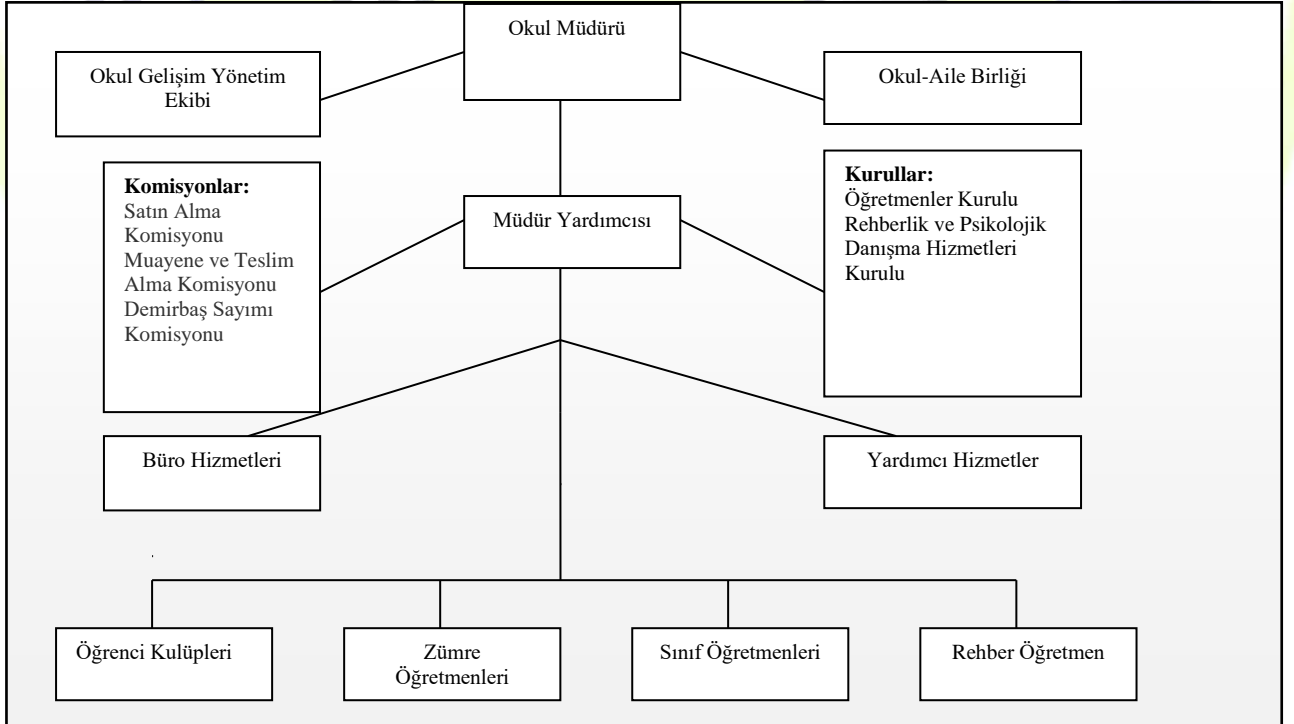 Okul Müdürü
Okul Gelişim Yönetim
Ekibi
Okul-Aile Birliği
Komisyonlar:
Satın Alma
Komisyonu
Muayene ve Teslim
Alma Komisyonu
Demirbaş Sayımı
Komisyonu
Müdür Yardımcısı
Kurullar:
Öğretmenler Kurulu
Rehberlik ve Psikolojik
Danışma Hizmetleri
Kurulu
Büro Hizmetleri
Yardımcı Hizmetler
Öğrenci Kulüpleri
Zümre
Öğretmenleri
Sınıf Öğretmenleri
Rehber Öğretmen